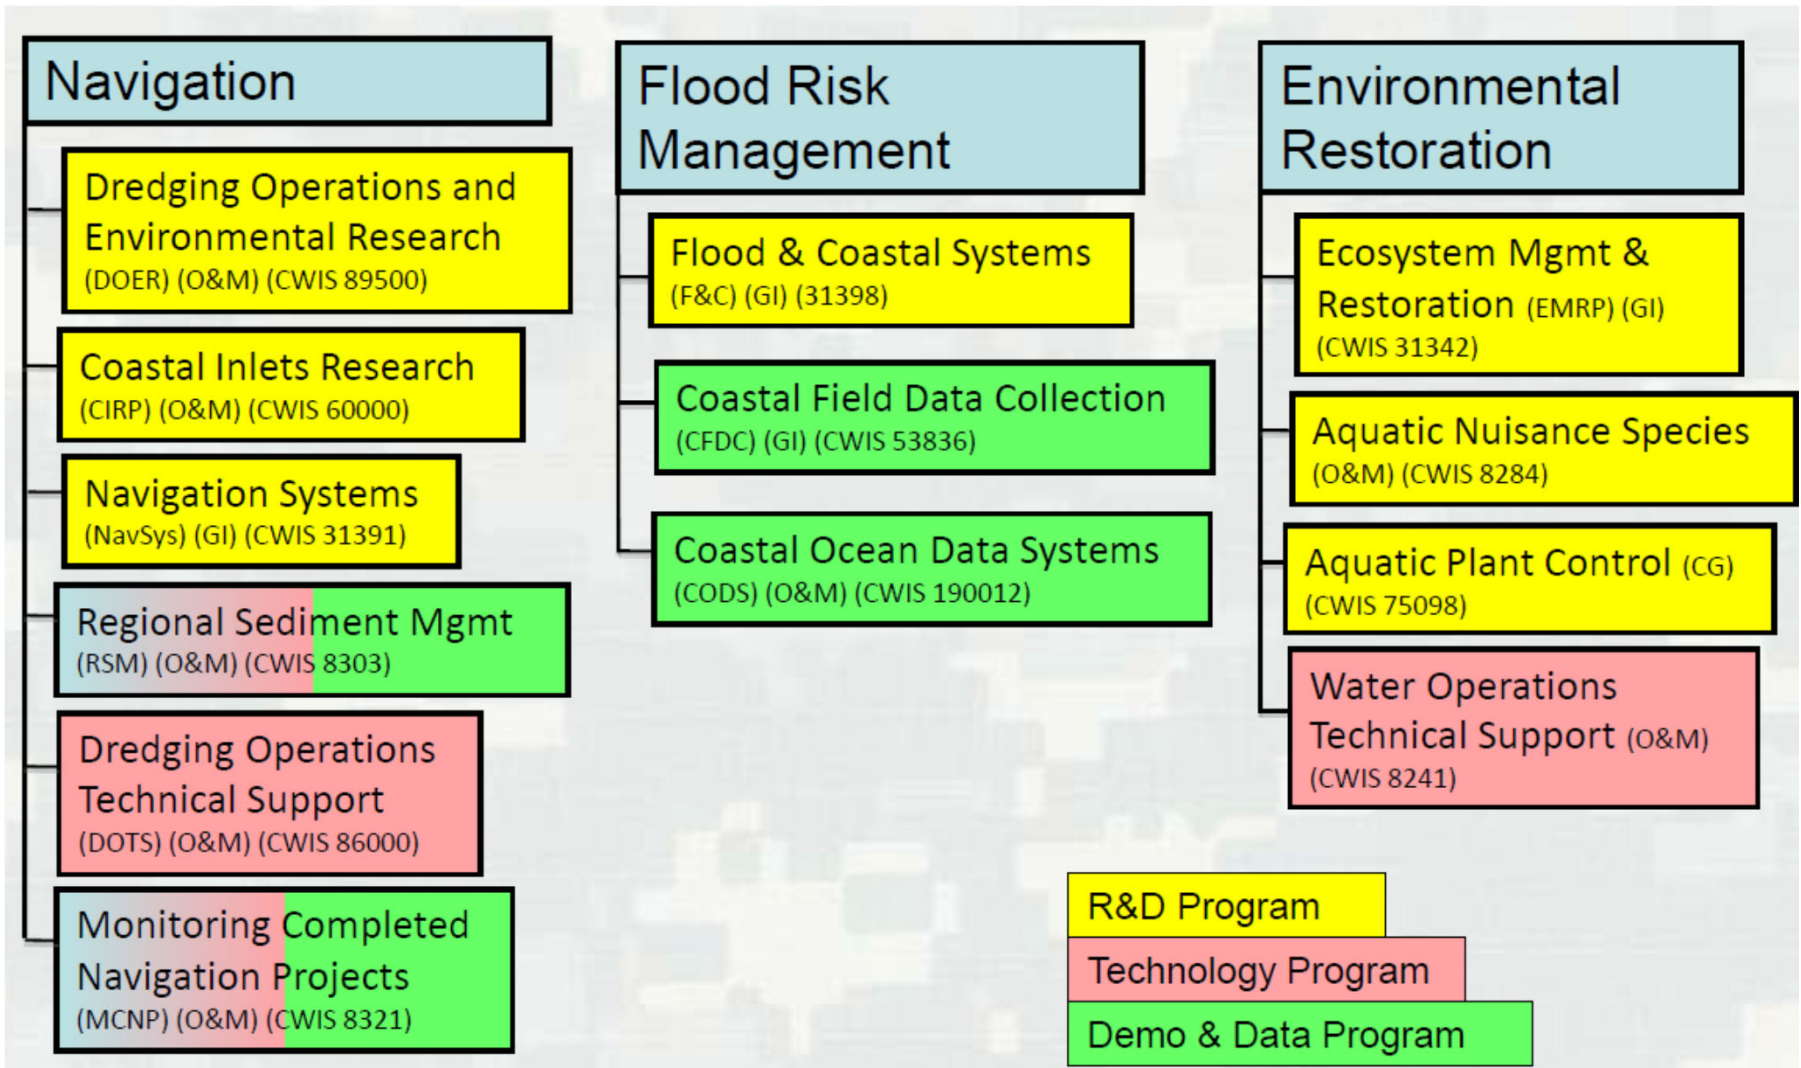 Navigation
Dredging Operations and
Environmental Research
(DOER) (O&M) (CWIS 89500)
Coastal Inlets Research
(CIRP) (O&M) (CWIS 60000)
Navigation Systems
(NavSys) (GI) (CWIS 31391)
Regional Sediment Mgmt
(RSM) (O&M) (CWIS 8303)
Dredging Operations
Technical Support
(DOTS) (O&M) (CWIS 86000)
Monitoring Completed
Navigation Projects
(MCNP) (O&M) (CWIS 8321)
Flood Risk
Management
Flood & Coastal Systems
(F&C) (GI) (31398)
Coastal Field Data Collection
(CFDC) (GI) (CWIS 53836)
Coastal Ocean Data Systems
(CODS) (O&M) (CWIS 190012)
Environmental
Restoration
Ecosystem Mgmt &
Restoration (EMRP) (GI)
(CWIS 31342)
Aquatic Nuisance Species
(O&M) (CWIS 8284)
Aquatic Plant Control (CG)
(CWIS 75098)
Water Operations
Technical Support (O&M)
(CWIS 8241)
R&D Program
Technology Program
Demo & Data Program